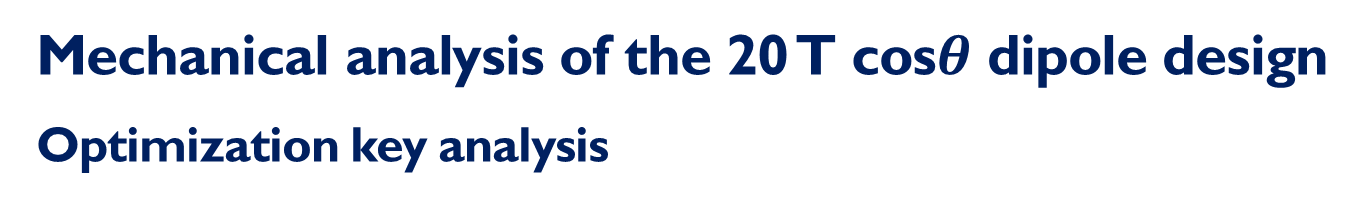 Mechanical analysis of the 20 T cosθ dipole design
Optimization key analysis